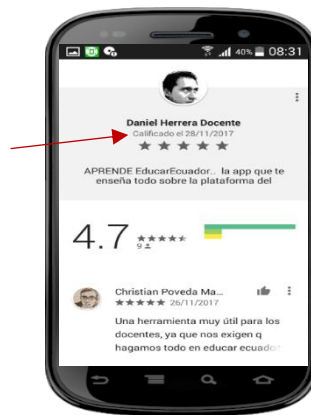 40% 08:31
Daniel Herrera Docente
Calificado el 28/11/2017
APRENDE EducarEcuador.. la app que te
enseña todo sobre la plataforma del
4.7
9
Christian Poveda Ma...
26/11/2017
Una herramienta muy útil para los
docentes, ya que nos exigen q
hagamos todo en educar ecuador